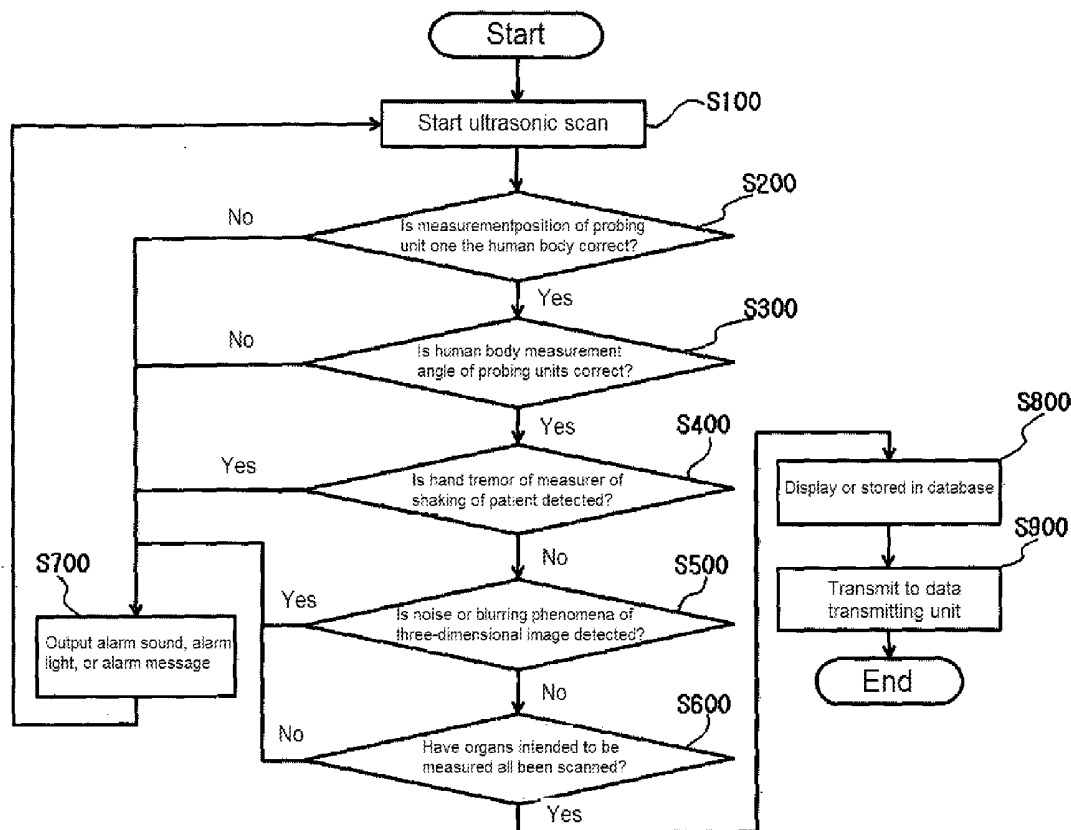 Start
S100
Start ultrasonic scan
S200
No
Is measurementposition of probing
unit one the human body correct?
Yes
S300
No
Is human body measurement
angle of probing units correct?
Yes
S400
Yes
Is hand tremor of measurer of
shaking of patient detected?
No
S500
Yes
Is noise or blurring phenomena of
three-dimensional image detected?
No
S600
No
Have organs intended to be
measured all been scanned?
Yes
S700
Output alarm sound, alarm
light, or alarm message
S800
Display or stored in database
S900
Transmit to data
transmitting unit
End